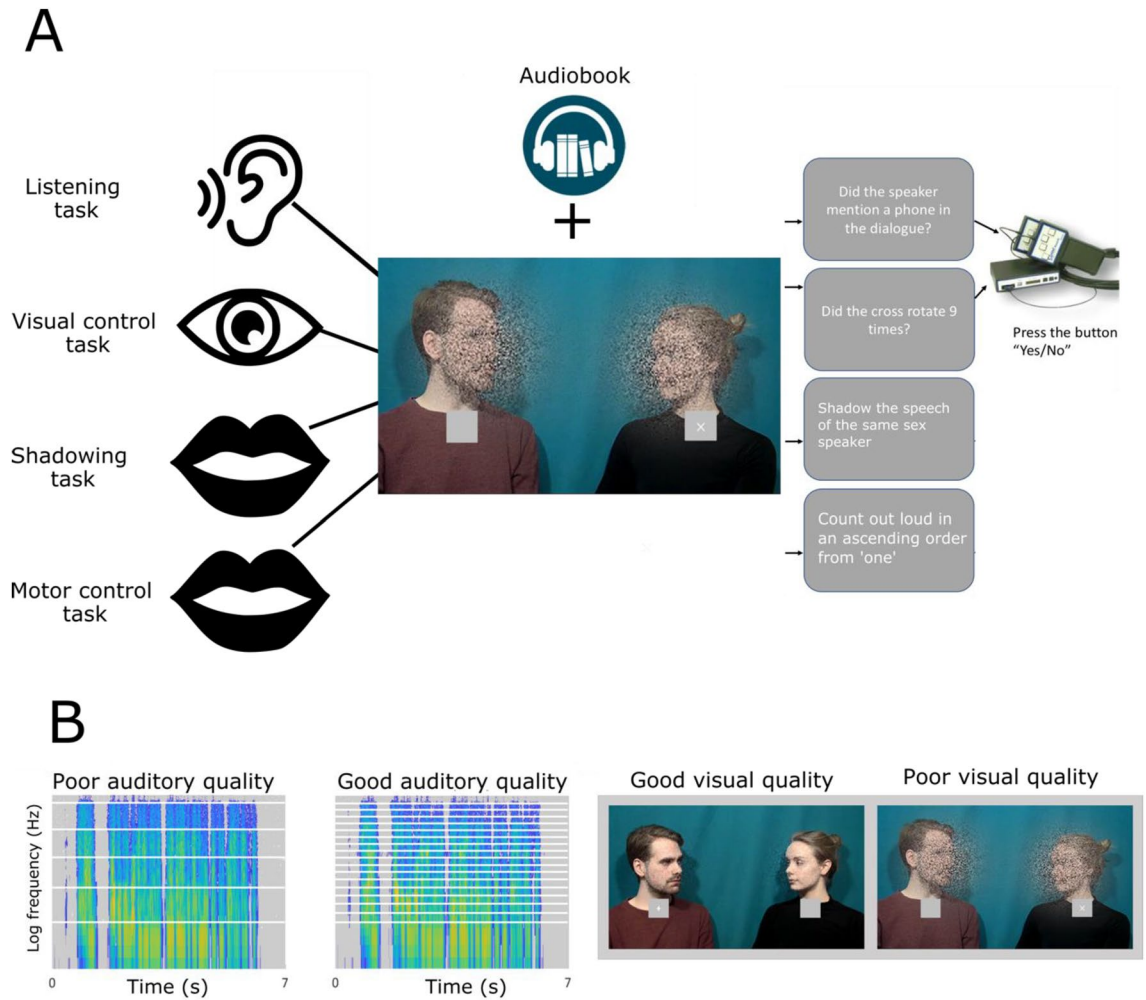 A
Audiobook
+
Listening
task
Visual control
task
Shadowing
task
Motor control
task
x
Did the speaker
mention a phone in
the dialogue?
Did the cross rotate 9
times?
Shadow the speech
of the same sex
speaker
Count out loud in
an ascending order
from 'one'
Press the button
“Yes/No”
B
Poor auditory quality
Good auditory quality
Good visual quality
Poor visual quality
Log frequency (Hz)
0
Time (s)
7
0
Time (s)
7
+
x